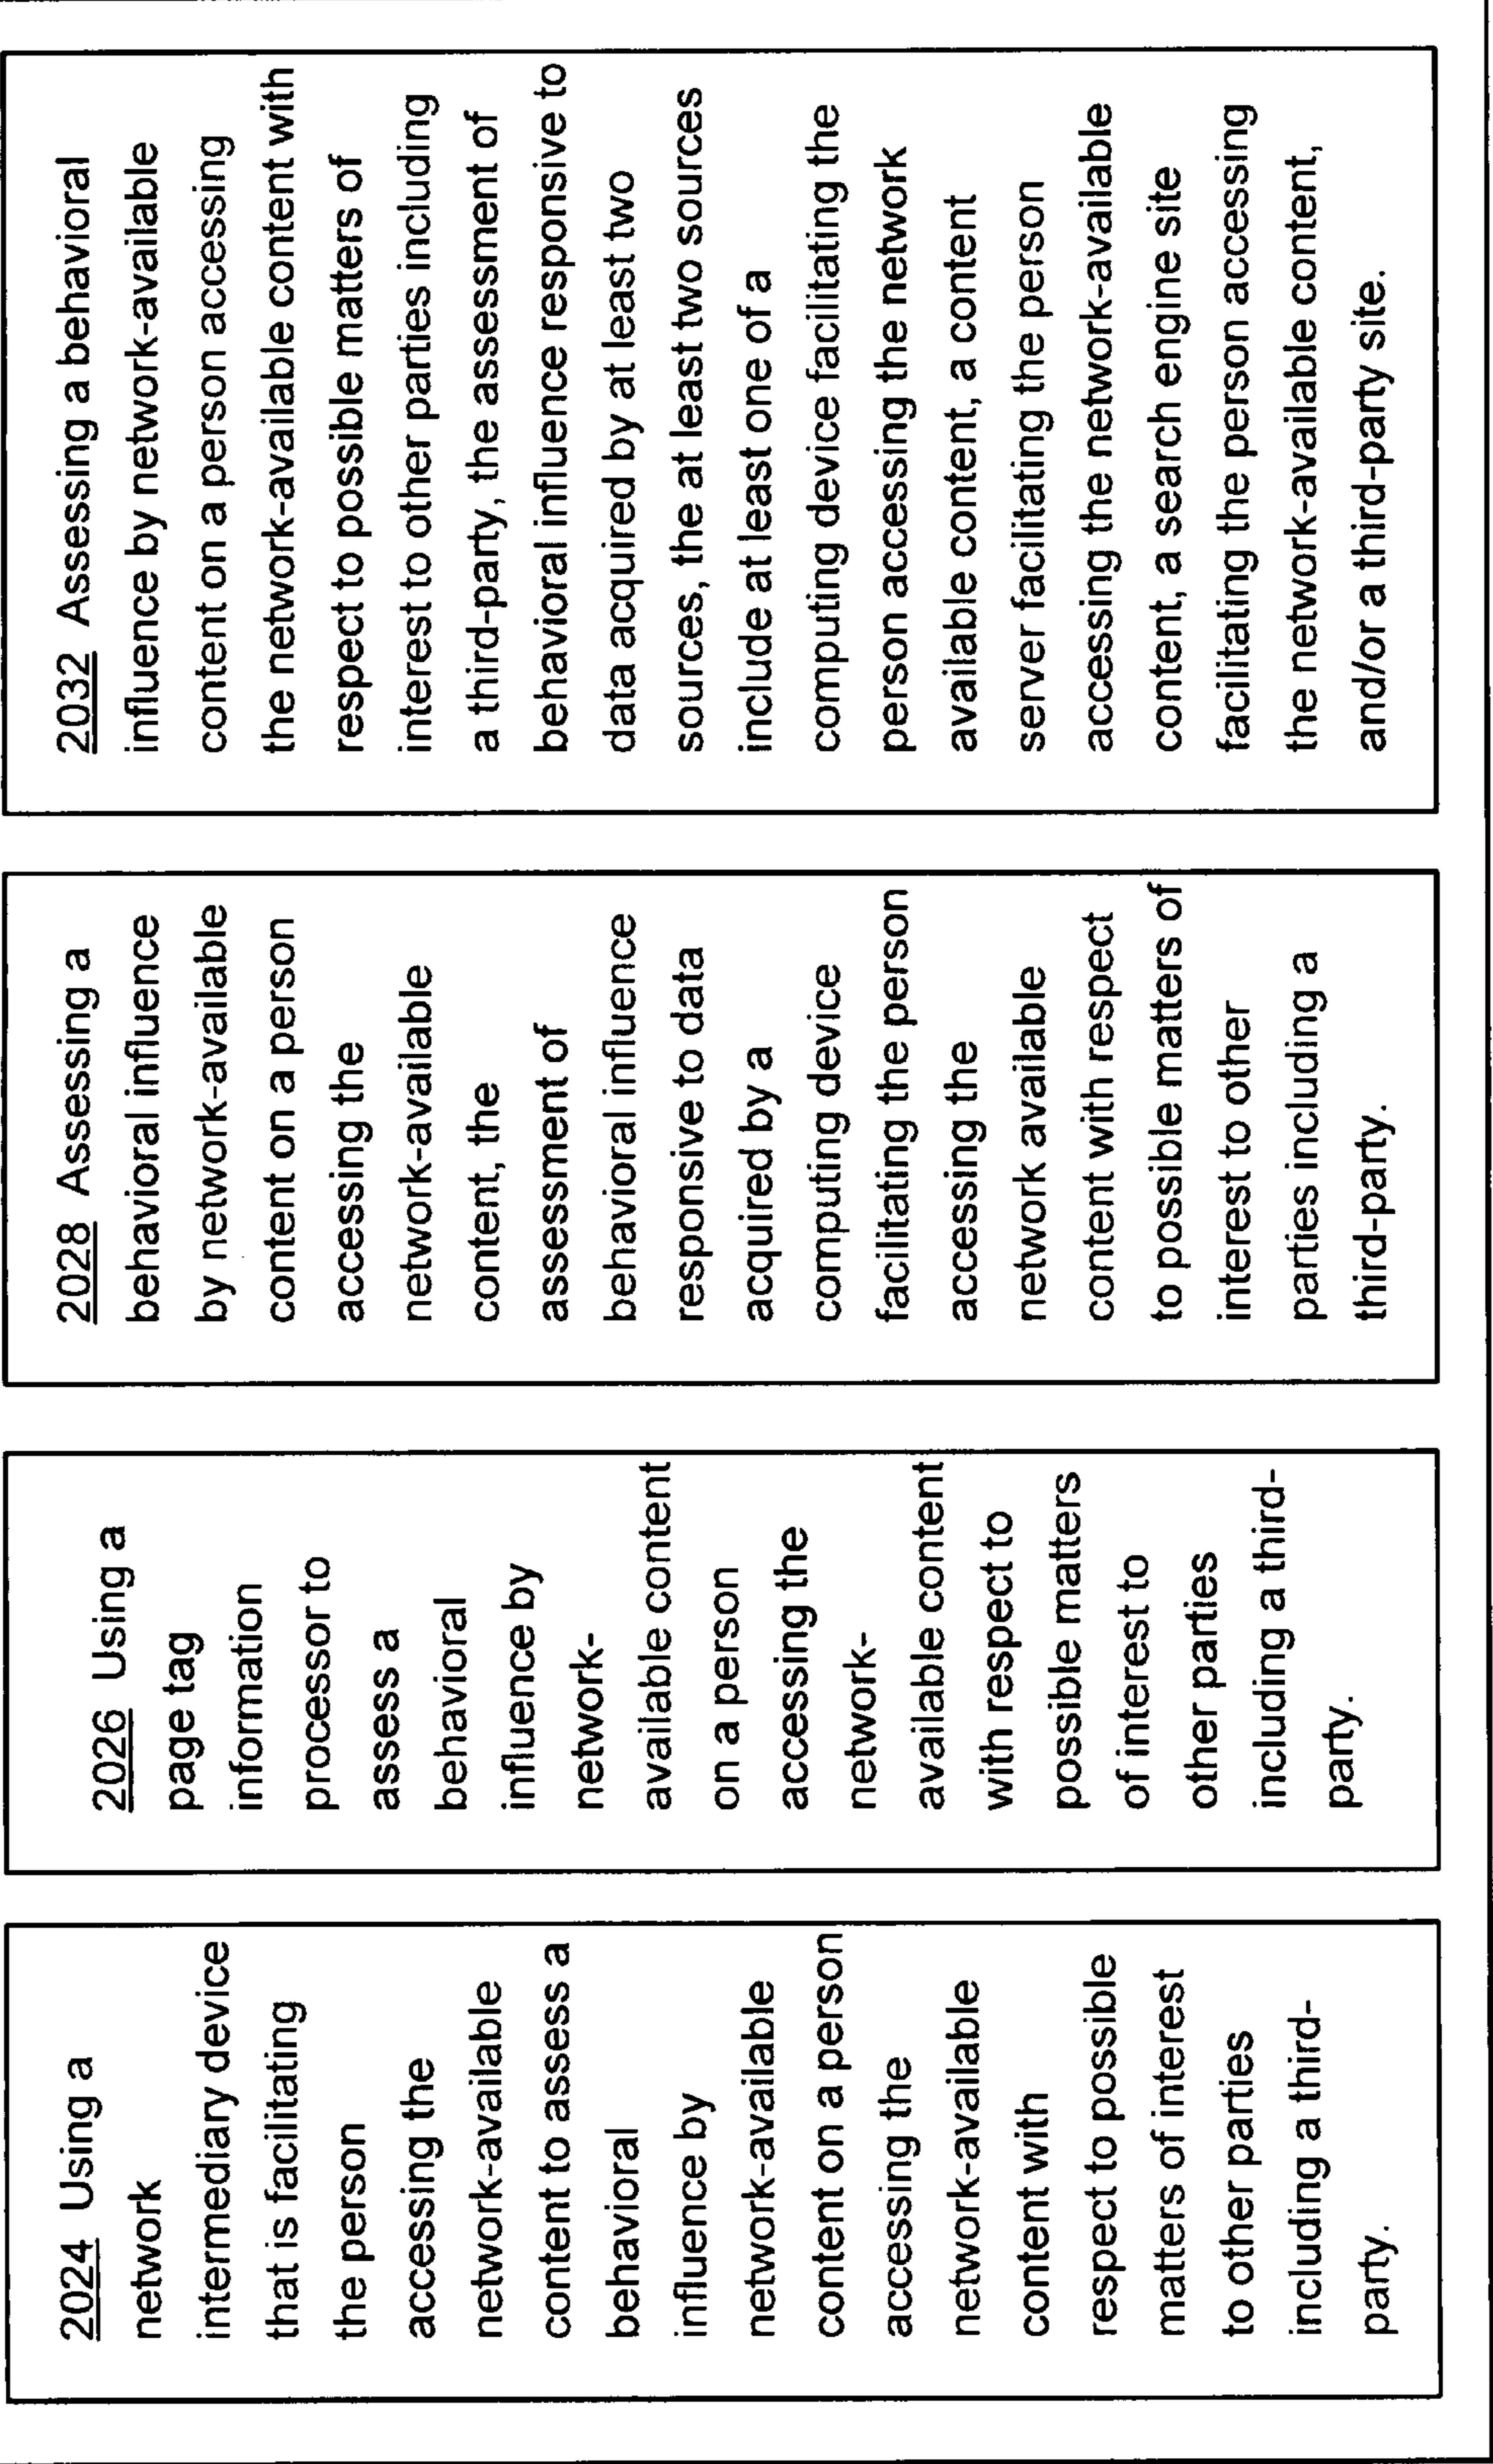 2024 Using a
network
intermediary device
that is facilitating
the person
accessing the
network-available
content to assess a
behavioral
influence by
network-available
content on a person
accessing the
network-available
content with
respect to possible
matters of interest
to other parties
including a third-
party.
2026 Using a
page tag
information
processor to
assess a
behavioral
influence by
network-
available content
on a person
accessing the
network-
available content
with respect to
possible matters
of interest to
other parties
including a third-
party.
2028 Assessing a
behavioral influence
by network-available
content on a person
accessing the
network-available
content, the
assessment of
behavioral influence
responsive to data
acquired by a
computing device
facilitating the person
accessing the
network available
content with respect
to possible matters of
interest to other
parties including a
third-party.
2032 Assessing a behavioral
influence by network-available
content on a person accessing
the network-available content with
respect to possible matters of
interest to other parties including
a third-party, the assessment of
behavioral influence responsive to
data acquired by at least two
sources, the at least two sources
include at least one of a
computing device facilitating the
person accessing the network
available content, a content
server facilitating the person
accessing the network-available
content, a search engine site
facilitating the person accessing
the network-available content,
and/or a third-party site.